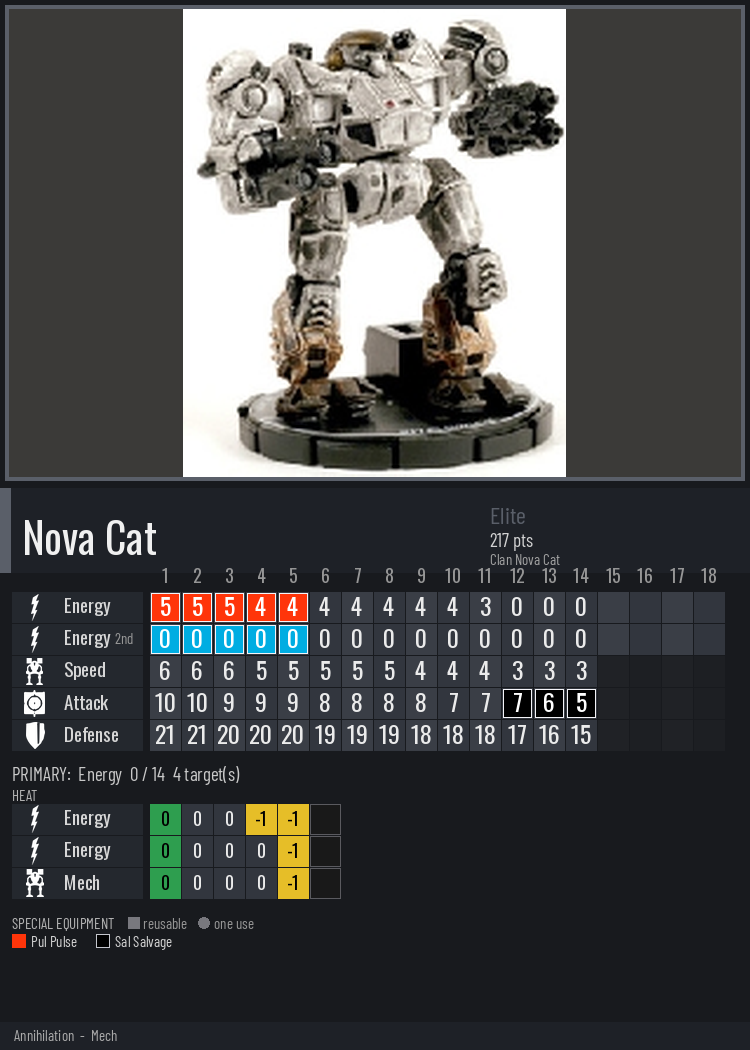 Nova Cat
Elite
217 pts
Clan Nova Cat
1 2 3 4 5 6 7 8 9 10 11 12 13 14 15 16 17 18
Energy 5 5 5 4 4 4 4 4 4 4 3 0 0 0
Energy 2nd 0 0 0 0 0 0 0 0 0 0 0 0 0 0
Speed 6 6 6 5 5 5 5 5 4 4 4 3 3 3
Attack 10 10 9 9 9 8 8 8 8 7 7 7 6 5
Defense 21 21 20 20 20 19 19 19 18 18 18 17 16 15
PRIMARY: Energy 0 / 14 4 target(s)
HEAT
Energy 0 0 0 -1 -1
Energy 0 0 0 0 -1
Mech 0 0 0 0 -1
SPECIAL EQUIPMENT reusable one use
Pul Pulse Sal Salvage
Annihilation - Mech